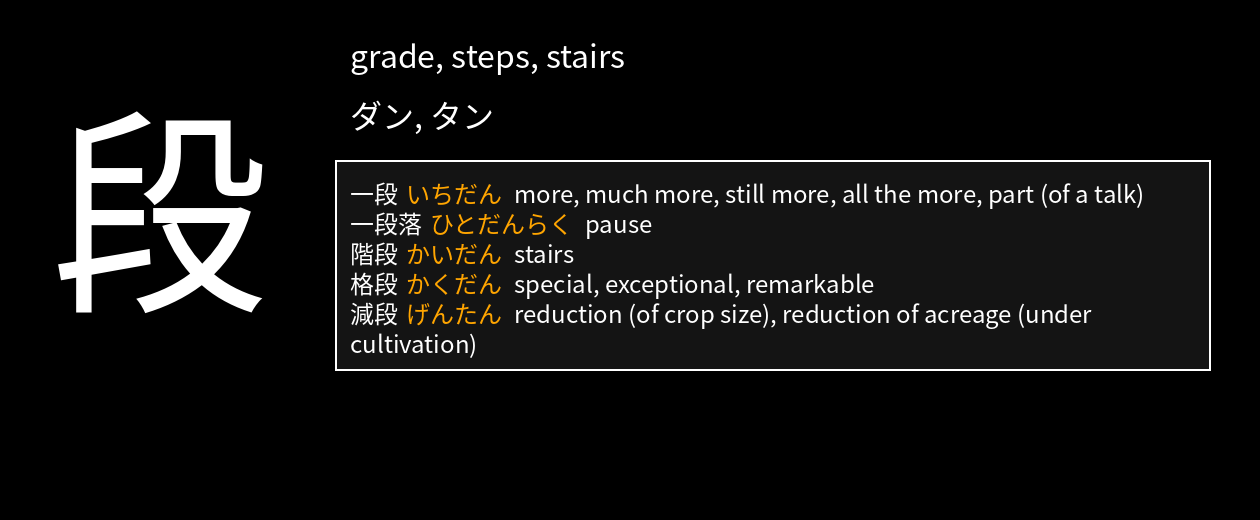 段
grade, steps, stairs
ダン, タン
一段 いちだん more, much more, still more, all the more, part (of a talk)
一段落 ひとだんらく pause
階段 かいだん stairs
格段 かくだん special, exceptional, remarkable
減段 げんたん reduction (of crop size), reduction of acreage (under
cultivation)